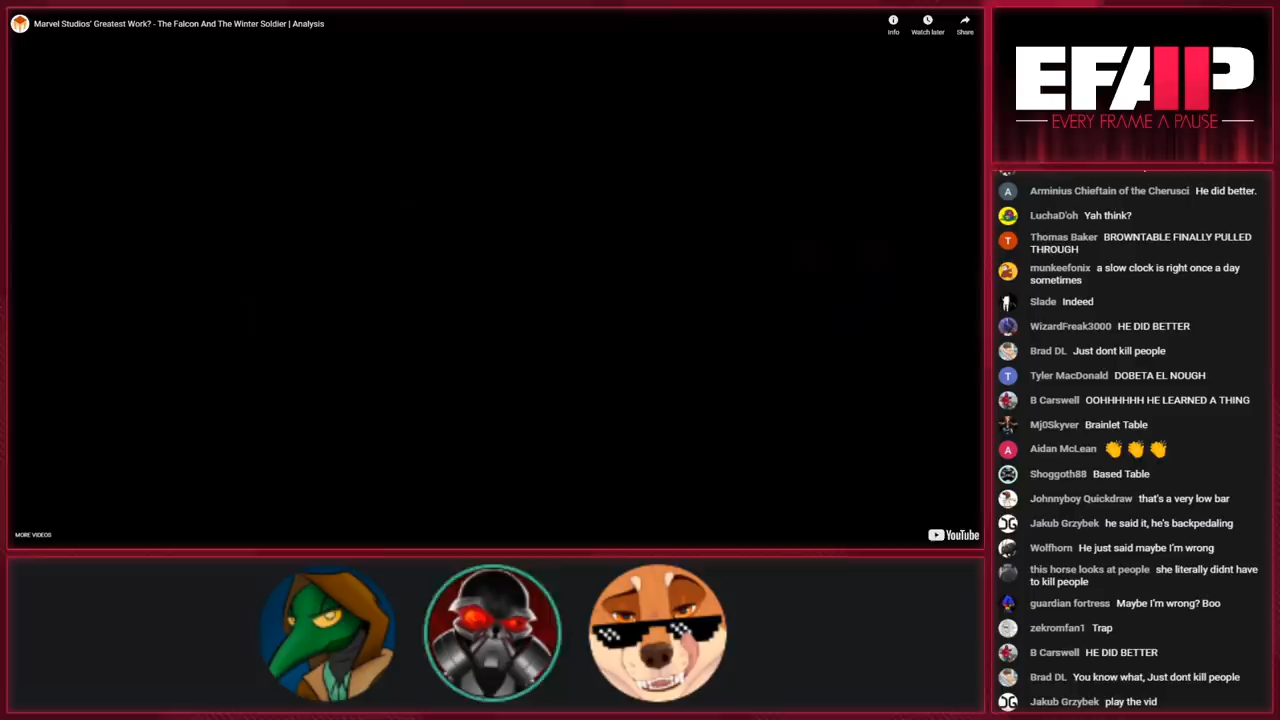 Marvel Studios' Greatest Work? - The Falcon And The Winter Soldier | Analysis
Info
Watch later
Share
MORE VIDEOS
YouTube
EFAP
EVERY FRAME A PAUSE
Arminius Chieftain of the Cherusci He did better.
LuchaD'oh Yah think?
Thomas Baker BROWNTABLE FINALLY PULLED
THROUGH
munkeefonix a slow clock is right once a day
sometimes
Slade Indeed
WizardFreak3000 HE DID BETTER
Brad DL Just dont kill people
Tyler MacDonald DOBETA EL NOUGH
B Carswell OOHHHHHH HE LEARNED A THING
Mj0Skyver Brainlet Table
Aidan McLean 👏 👏 👏
Shoggoth88 Based Table
Johnnyboy Quickdraw that's a very low bar
Jakub Grzybek he said it, he's backpedaling
Wolfhorn He just said maybe I'm wrong
this horse looks at people she literally didnt have
to kill people
guardian fortress Maybe I'm wrong? Boo
zekromfan1 Trap
B Carswell HE DID BETTER
Brad DL You know what, Just dont kill people
Jakub Grzybek play the vid